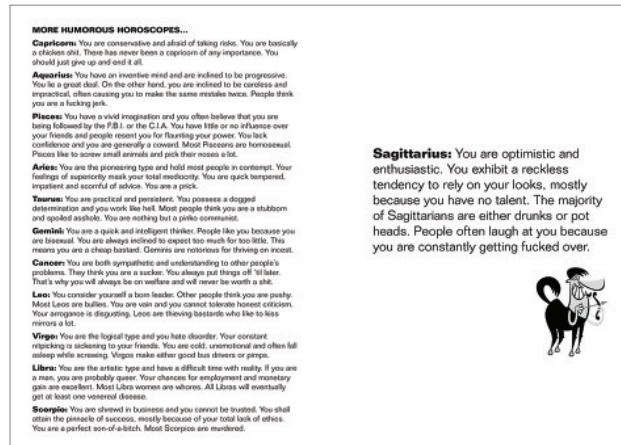 MORE HUMOROUS HOROSCOPES...
Capricorn: You are conservative and afraid of taking risks. You are basically
a chicken shit. There has never been a capricorn of any importance. You
should just give up and end it all.
Aquarius: You have an inventive mind and are inclined to be progressive.
You lie a great deal. On the other hand, you are inclined to be careless and
impractical, often causing you to make the same mistake twice. People think
you are a fucking jerk.
Pisces: You have a vivid imagination and you often believe that you are
being followed by the F.B.I. or the C.I.A. You have little or no influence over
your friends and people resent you for flaunting your power. You lack
confidence and you are generally a coward. Most Pisceans are homosexual.
Pisces like to screw small animals and pick their noses a lot.
Aries: You are the pioneering type and hold most people in contempt. Your
feelings of superiority mask your total mediocrity. You are quick tempered,
impatient and scornful of advice. You are a prick.
Taurus: You are practical and persistent. You possess a dogged
determination and you work like hell. Most people think you are a stubborn
and spoiled asshole. You are nothing but a pinko communist.
Gemini: You are a quick and intelligent thinker. People like you because you
are bisexual. You are always inclined to expect too much for too little. This
means you are a cheap bastard. Geminis are notorious for thriving on incest.
Cancer: You are both sympathetic and understanding to other people's
problems. They think you are a sucker. You always put things off 'til later.
That's why you will always be on welfare and will never be worth a shit.
Leo: You consider yourself a born leader. Other people think you are pushy.
Most Leos are bullies. You are vain and you cannot tolerate honest criticism.
Your arrogance is disgusting. Leos are thieving bastards who like to kiss
mirrors a lot.
Virgo: You are the logical type and you hate disorder. Your constant
nitpicking is sickening to your friends. You are cold, unemotional and often fall
asleep while screwing. Virgos make either good bus drivers or pimps.
Libra: You are the artistic type and have a difficult time with reality. If you are
a man, you are probably queer. Your chances for employment and monetary
gain are excellent. Most Libra women are whores. All Libras will eventually
get at least one venereal disease.
Scorpio: You are shrewd in business and you cannot be trusted. You shall
attain the pinnacle of success, mostly because of your total lack of ethics.
You are a perfect son-of-a-bitch. Most Scorpios are murdered.
Sagittarius: You are optimistic and
enthusiastic. You exhibit a reckless
tendency to rely on your looks, mostly
because you have no talent. The majority
of Sagittarians are either drunks or pot
heads. People often laugh at you because
you are constantly getting fucked over.